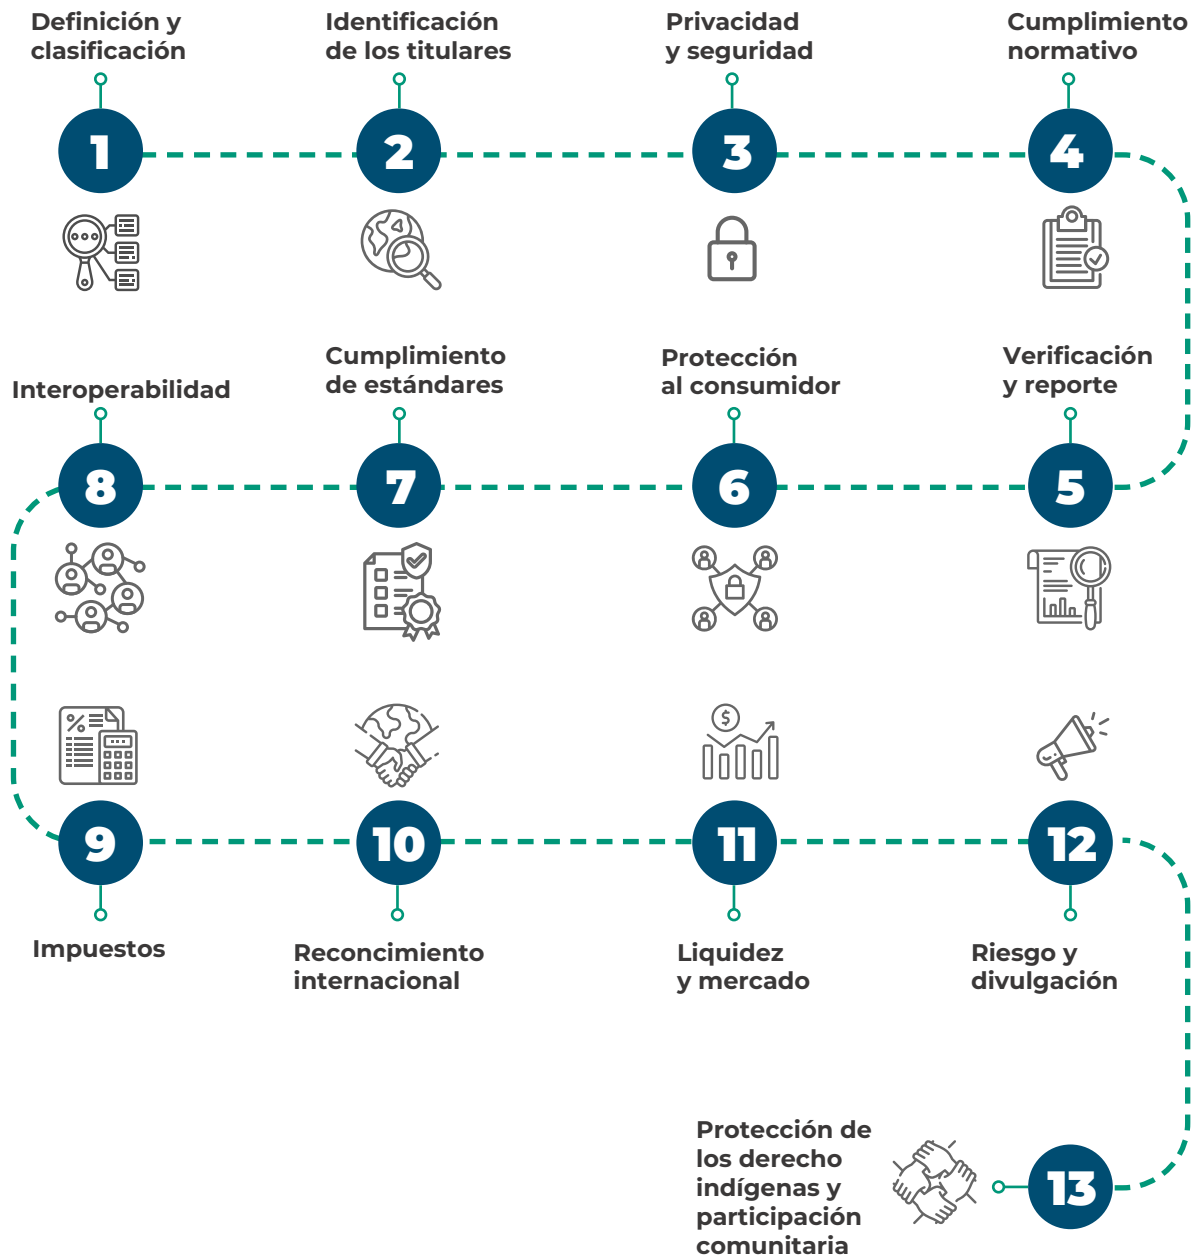 Definición y
clasificación
1
Identificación
de los titulares
2
Privacidad
y seguridad
3
Cumplimiento
normativo
4
Verificación
y reporte
5
Protección
al consumidor
6
Cumplimiento
de estándares
7
Interoperabilidad
8
%
9
Impuestos
10
Reconcimiento
internacional
$
11
Liquidez
y mercado
12
Riesgo y
divulgación
Protección de
los derecho
indígenas y
participación
comunitaria
13